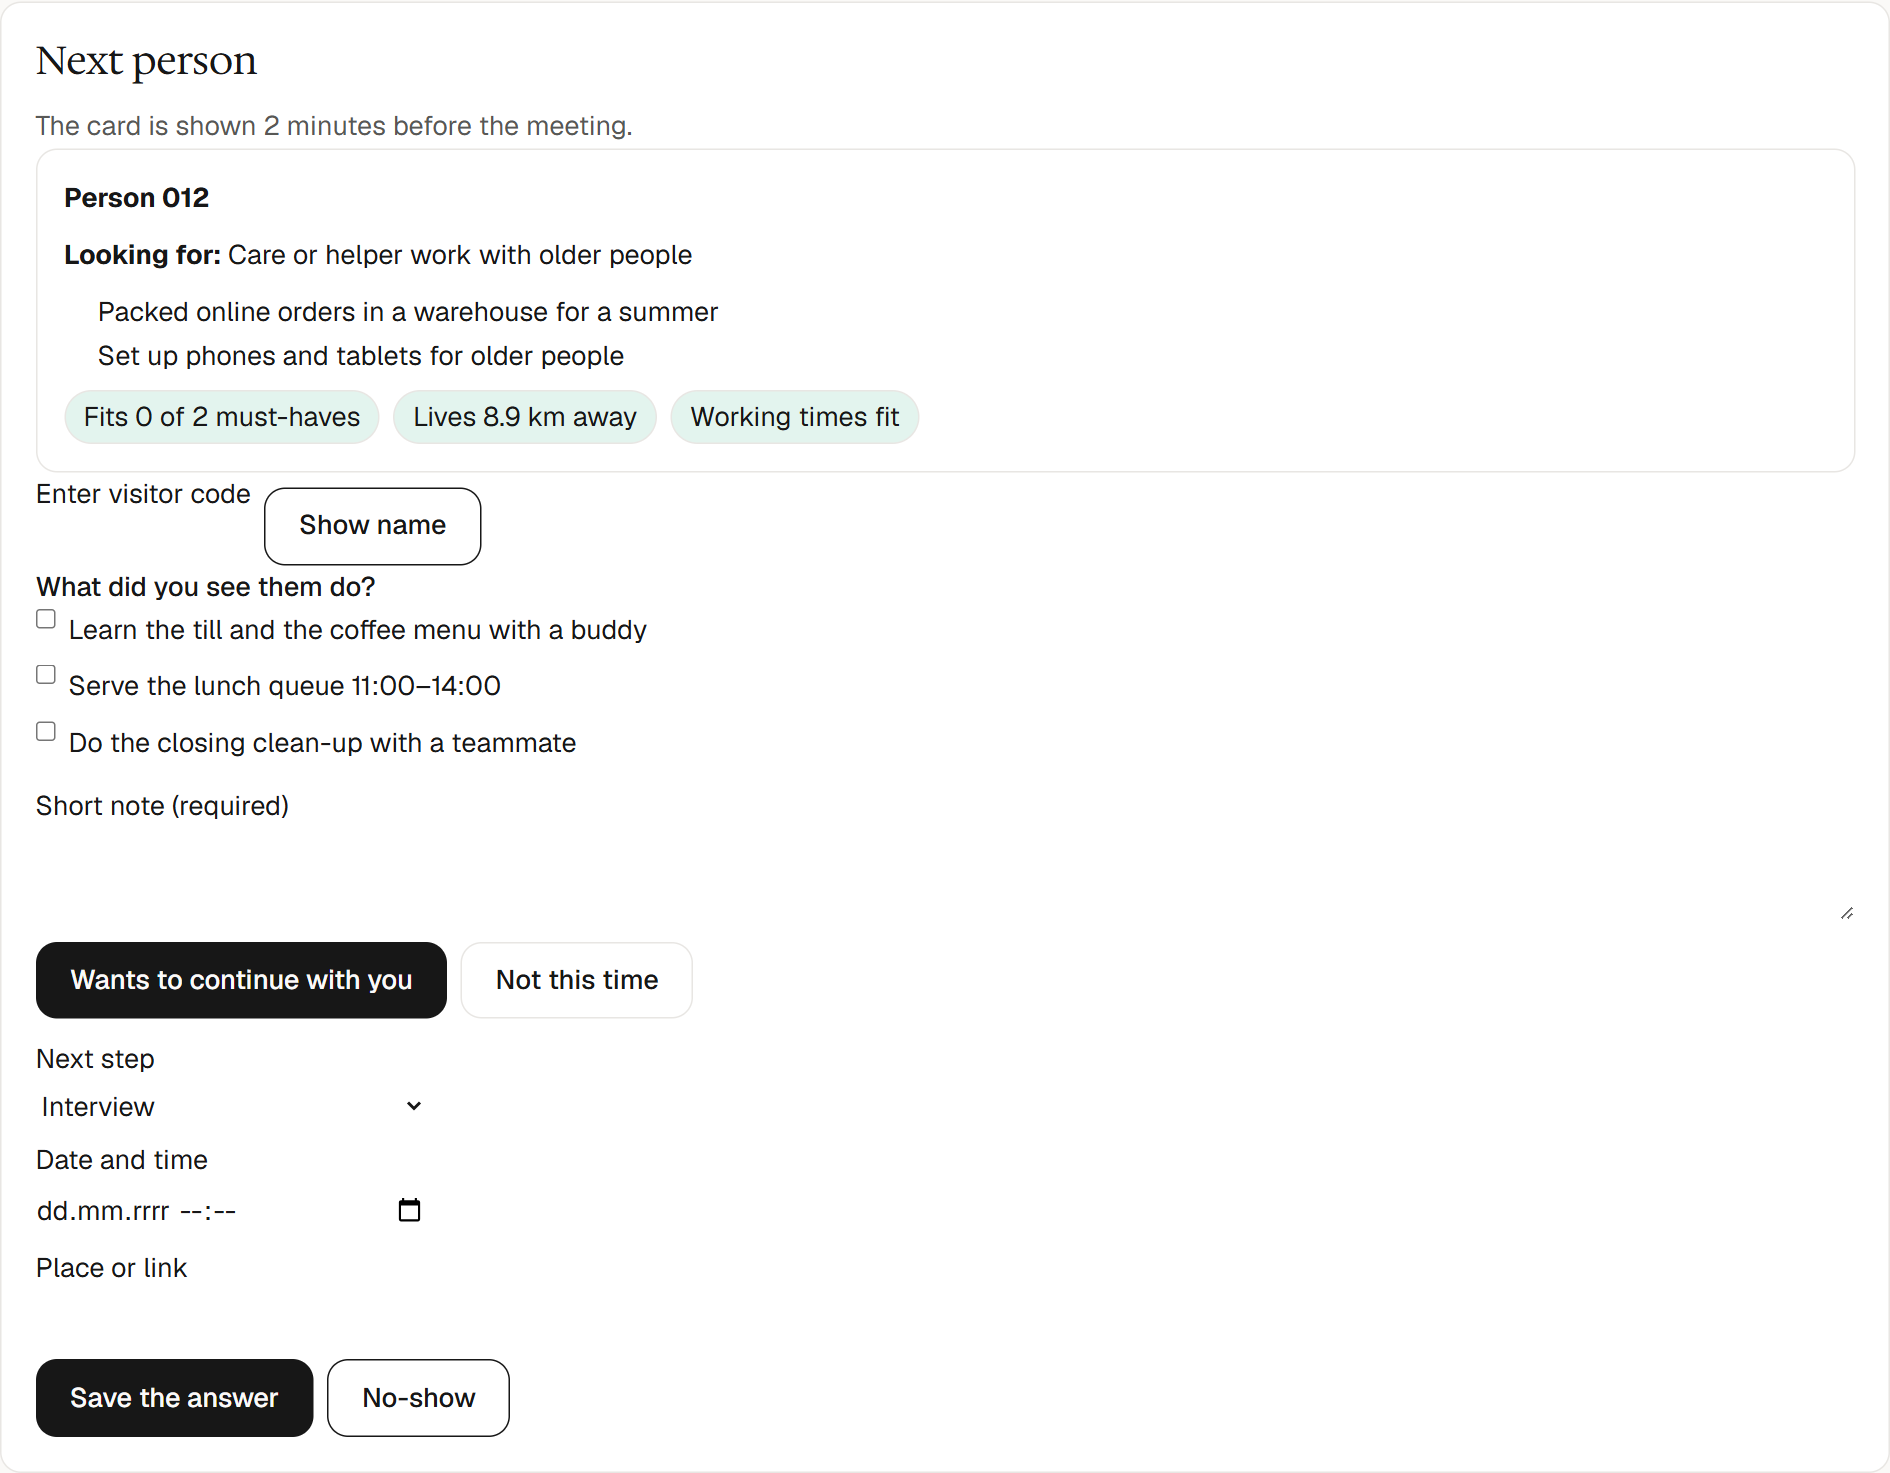 Next person
The card is shown 2 minutes before the meeting.
Person 012
Looking for: Care or helper work with older people
Packed online orders in a warehouse for a summer
Set up phones and tablets for older people
Fits 0 of 2 must-haves Lives 8.9 km away Working times fit
Enter visitor code Show name
What did you see them do?
Learn the till and the coffee menu with a buddy
Serve the lunch queue 11:00–14:00
Do the closing clean-up with a teammate
Short note (required)
Wants to continue with you Not this time
Next step
Interview
Date and time
dd.mm.rrrr --:--
Place or link
Save the answer No-show